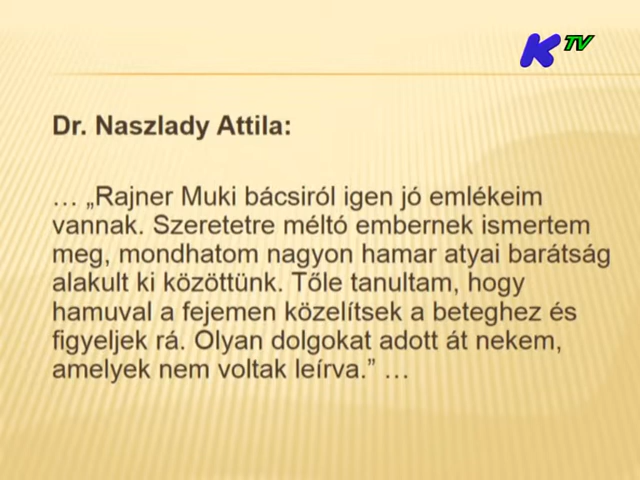 K TV
Dr. Naszlady Attila:
… „Rajner Muki bácsiról igen jó emlékeim
vannak. Szeretetre méltó embernek ismertem
meg, mondhatom nagyon hamar atyai barátság
alakult ki közöttünk. Tőle tanultam, hogy
hamuval a fejemen közelítsek a beteghez és
figyeljek rá. Olyan dolgokat adott át nekem,
amelyek nem voltak leírva.” …